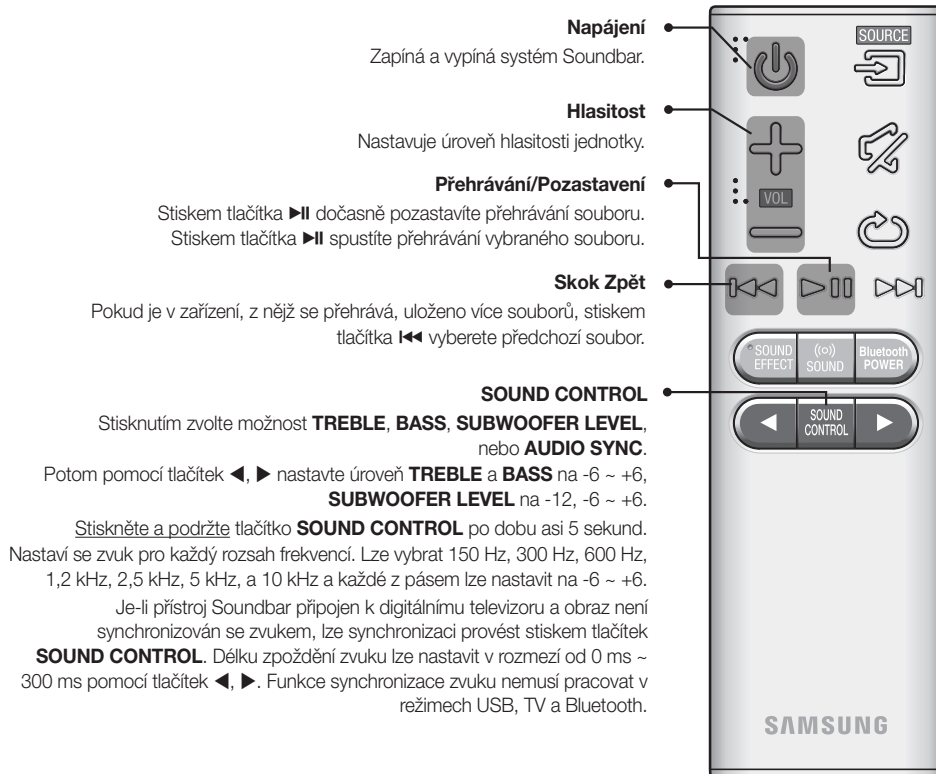 Napájení
Zapíná a vypíná systém Soundbar.
Hlasitost
Nastavuje úroveň hlasitosti jednotky.
Přehrávání/Pozastavení
Stiskem tlačítka ►II dočasně pozastavíte přehrávání souboru.
Stiskem tlačítka ►II spustíte přehrávání vybraného souboru.
Skok Zpět
Pokud je v zařízení, z nějž se přehrává, uloženo více souborů, stiskem
tlačítka I◄◄ vyberete předchozí soubor.
SOUND CONTROL
Stisknutím zvolte možnost TREBLE, BASS, SUBWOOFER LEVEL,
nebo AUDIO SYNC.
Potom pomocí tlačítek ◄, ► nastavte úroveň TREBLE a BASS na -6 ~ +6,
SUBWOOFER LEVEL na -12, -6 ~ +6.
Stiskněte a podržte tlačítko SOUND CONTROL po dobu asi 5 sekund.
Nastaví se zvuk pro každý rozsah frekvencí. Lze vybrat 150 Hz, 300 Hz, 600 Hz,
1,2 kHz, 2,5 kHz, 5 kHz, a 10 kHz a každé z pásem lze nastavit na -6 ~ +6.
Je-li přístroj Soundbar připojen k digitálnímu televizoru a obraz není
synchronizován se zvukem, lze synchronizaci provést stiskem tlačítek
SOUND CONTROL. Délku zpoždění zvuku lze nastavit v rozmezí od 0 ms ~
300 ms pomocí tlačítek ◄, ►. Funkce synchronizace zvuku nemusí pracovat v
režimech USB, TV a Bluetooth.
SOURCE
VOL
SOUND
EFFECT
SOUND
Bluetooth
POWER
SOUND
CONTROL
SAMSUNG